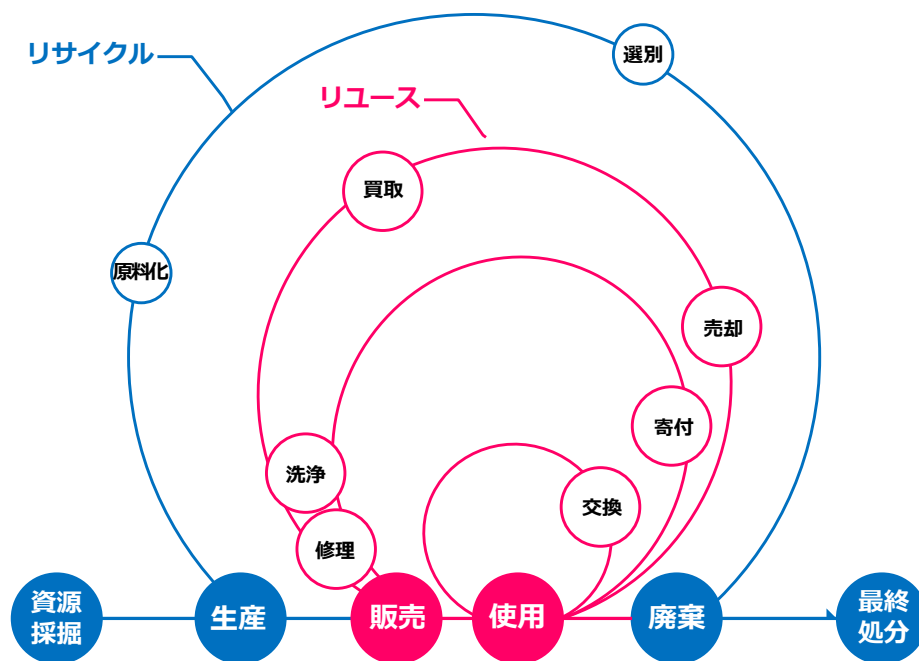 リサイクル
選別
リユース
買取
原料化
売却
寄付
洗浄
交換
修理
資源
採掘
生産
販売
使用
廃棄
最終
処分